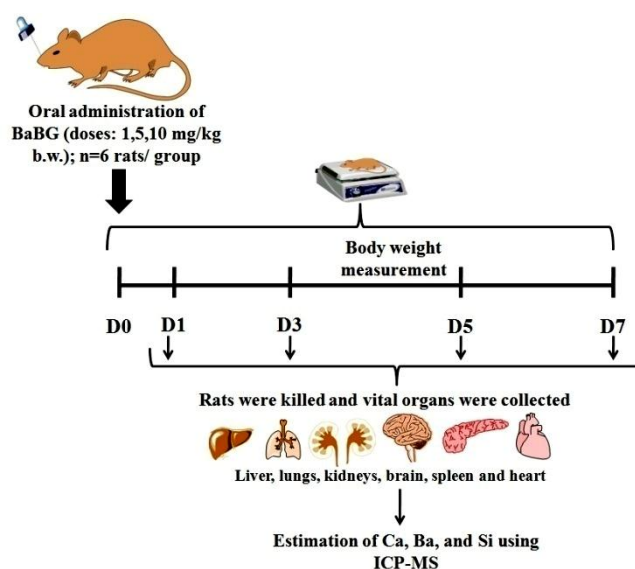 Oral administration of
BaBG (doses: 1,5,10 mg/kg
b.w.); n=6 rats/ group
Body weight
measurement
D0 D1 D3 D5 D7
Rats were killed and vital organs were collected
Liver, lungs, kidneys, brain, spleen and heart
Estimation of Ca, Ba, and Si using
ICP-MS